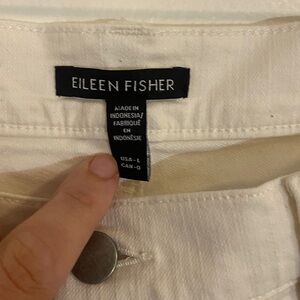 EILEEN FISHER
MADE IN
INDONESIA/
FABRIQUÉ
EN
INDONÉSIE
USA-L
CAN-G